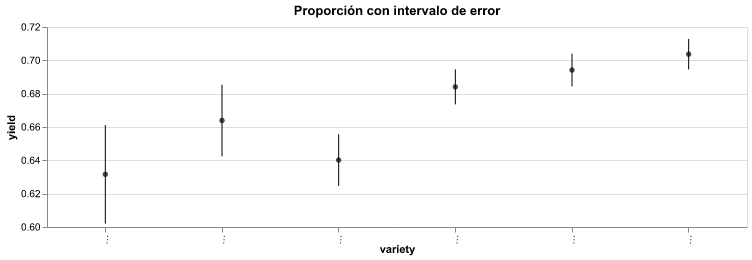 Proporción con intervalo de error
0.72
0.70
0.68
0.66
0.64
0.62
0.60
yield
… … … … … …
variety